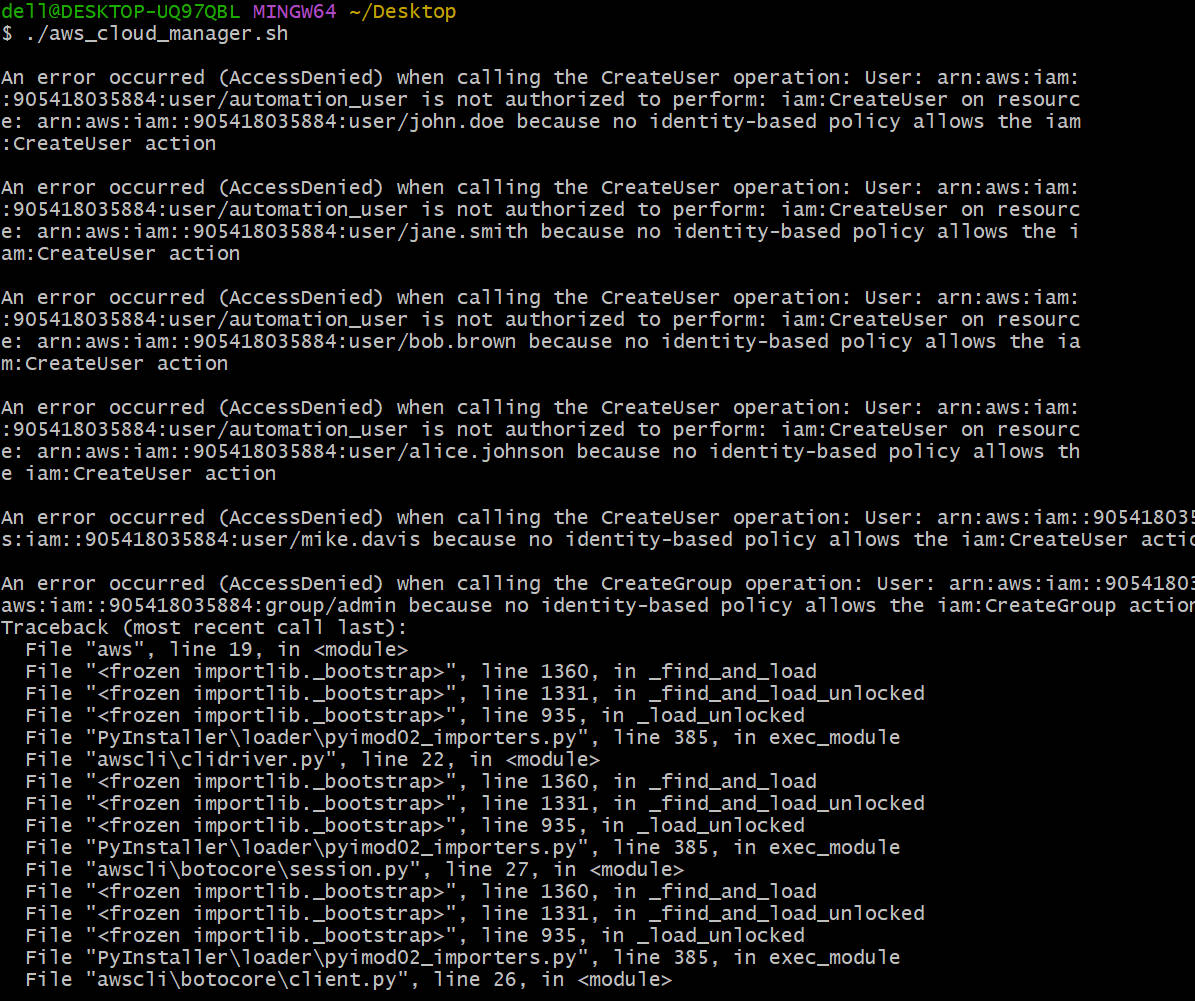 dell@DESKTOP-UQ97QBL MINGW64 ~/Desktop
$ ./aws_cloud_manager.sh
An error occurred (AccessDenied) when calling the CreateUser operation: User: arn:aws:iam:
:905418035884:user/automation_user is not authorized to perform: iam:CreateUser on resourc
e: arn:aws:iam::905418035884:user/john.doe because no identity-based policy allows the iam
:CreateUser action
An error occurred (AccessDenied) when calling the CreateUser operation: User: arn:aws:iam:
:905418035884:user/automation_user is not authorized to perform: iam:CreateUser on resourc
e: arn:aws:iam::905418035884:user/jane.smith because no identity-based policy allows the i
am:CreateUser action
An error occurred (AccessDenied) when calling the CreateUser operation: User: arn:aws:iam:
:905418035884:user/automation_user is not authorized to perform: iam:CreateUser on resourc
e: arn:aws:iam::905418035884:user/bob.brown because no identity-based policy allows the ia
m:CreateUser action
An error occurred (AccessDenied) when calling the CreateUser operation: User: arn:aws:iam:
:905418035884:user/automation_user is not authorized to perform: iam:CreateUser on resourc
e: arn:aws:iam::905418035884:user/alice.johnson because no identity-based policy allows th
e iam:CreateUser action
An error occurred (AccessDenied) when calling the CreateUser operation: User: arn:aws:iam::905418035
s:iam::905418035884:user/mike.davis because no identity-based policy allows the iam:CreateUser actio
An error occurred (AccessDenied) when calling the CreateGroup operation: User: arn:aws:iam::90541803
aws:iam::905418035884:group/admin because no identity-based policy allows the iam:CreateGroup action
Traceback (most recent call last):
  File "aws", line 19, in <module>
  File "<frozen importlib._bootstrap>", line 1360, in _find_and_load
  File "<frozen importlib._bootstrap>", line 1331, in _find_and_load_unlocked
  File "<frozen importlib._bootstrap>", line 935, in _load_unlocked
  File "PyInstaller\loader\pyimod02_importers.py", line 385, in exec_module
  File "awscli\clidriver.py", line 22, in <module>
  File "<frozen importlib._bootstrap>", line 1360, in _find_and_load
  File "<frozen importlib._bootstrap>", line 1331, in _find_and_load_unlocked
  File "<frozen importlib._bootstrap>", line 935, in _load_unlocked
  File "PyInstaller\loader\pyimod02_importers.py", line 385, in exec_module
  File "awscli\botocore\session.py", line 27, in <module>
  File "<frozen importlib._bootstrap>", line 1360, in _find_and_load
  File "<frozen importlib._bootstrap>", line 1331, in _find_and_load_unlocked
  File "<frozen importlib._bootstrap>", line 935, in _load_unlocked
  File "PyInstaller\loader\pyimod02_importers.py", line 385, in exec_module
  File "awscli\botocore\client.py", line 26, in <module>